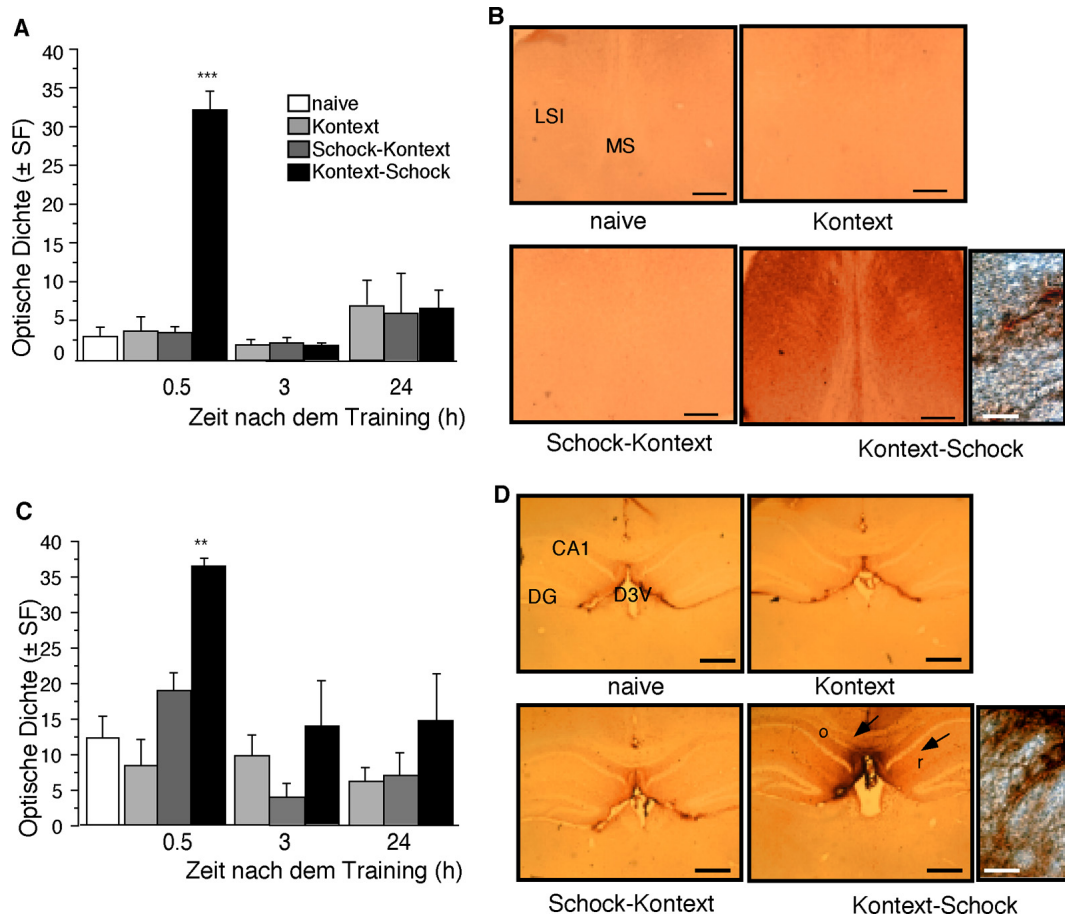 A
Optische Dichte (± SF)
40
35
30
25
20
15
10
5
0
***
naive
Kontext
Schock-Kontext
Kontext-Schock
0.5 3 24
Zeit nach dem Training (h)
B
LSI
MS
naive Kontext
Schock-Kontext Kontext-Schock
C
Optische Dichte (± SF)
40
35
30
25
20
15
10
5
0
**
0.5 3 24
Zeit nach dem Training (h)
D
CA1
DG D3V
naive Kontext
o
r
Schock-Kontext Kontext-Schock